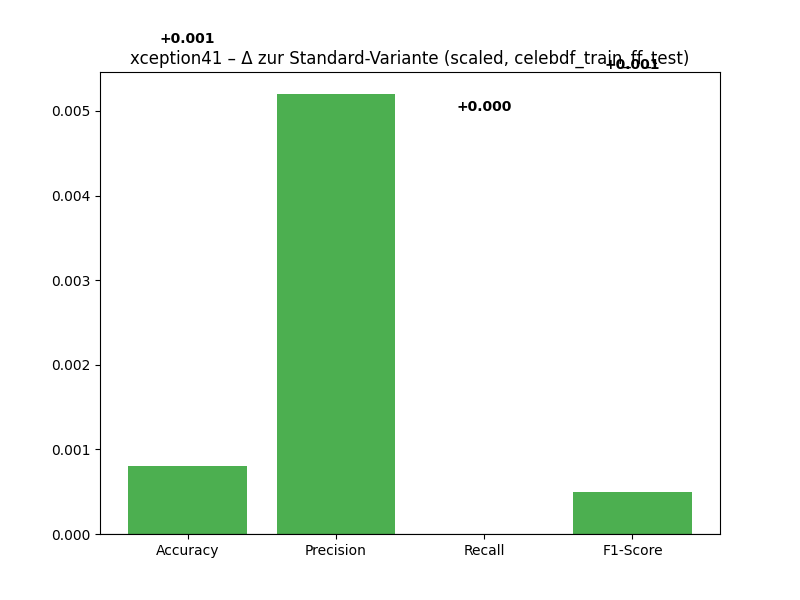 +0.001
xception41 – Δ zur Standard-Variante (scaled, celebdf_train_ff_test)
+0.001
+0.000
0.005
0.004
0.003
0.002
0.001
0.000
Accuracy
Precision
Recall
F1-Score